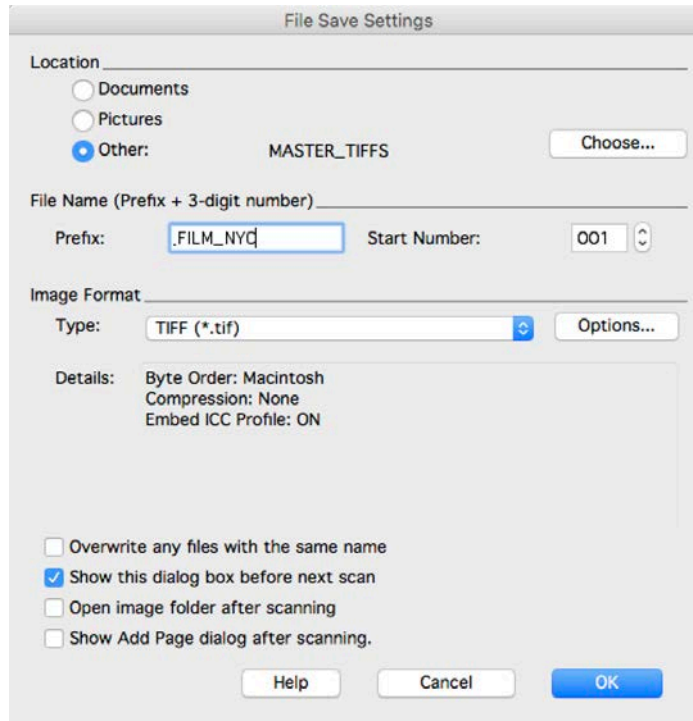 File Save Settings
Location
Documents
Pictures
Other: MASTER_TIFFS Choose...
File Name (Prefix + 3-digit number)
Prefix: _FILM_NYC Start Number: 001
Image Format
Type: TIFF (*.tif) Options...
Details: Byte Order: Macintosh
Compression: None
Embed ICC Profile: ON
Overwrite any files with the same name
Show this dialog box before next scan
Open image folder after scanning
Show Add Page dialog after scanning.
Help Cancel OK